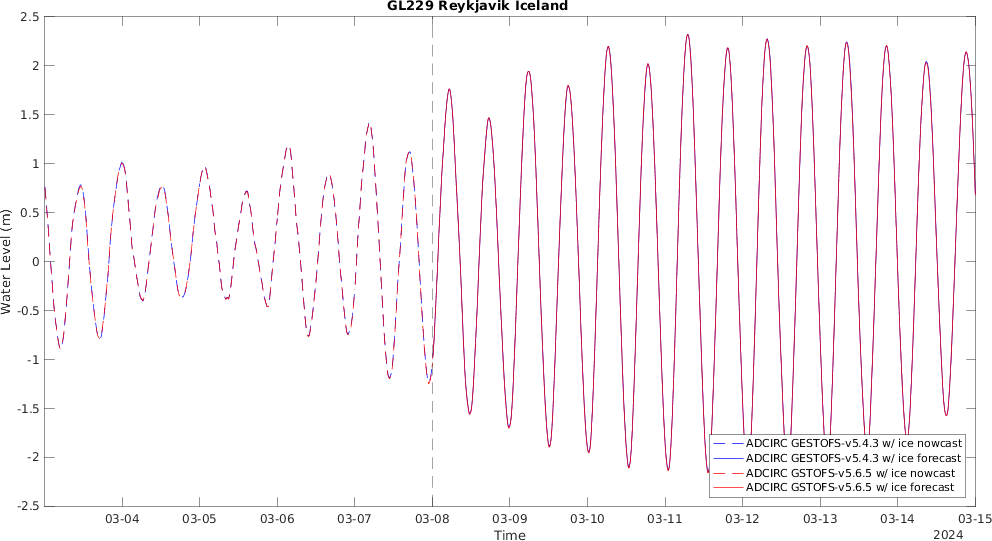 GL229 Reykjavik Iceland
2.5
2
1.5
1
0.5
0
-0.5
-1
-1.5
-2
-2.5
Water Level (m)
ADCIRC GESTOFS-v5.4.3 w/ ice nowcast
ADCIRC GESTOFS-v5.4.3 w/ ice forecast
ADCIRC GSTOFS-v5.6.5 w/ ice nowcast
ADCIRC GSTOFS-v5.6.5 w/ ice forecast
03-04 03-05 03-06 03-07 03-08 03-09 03-10 03-11 03-12 03-13 03-14 03-15
Time
2024